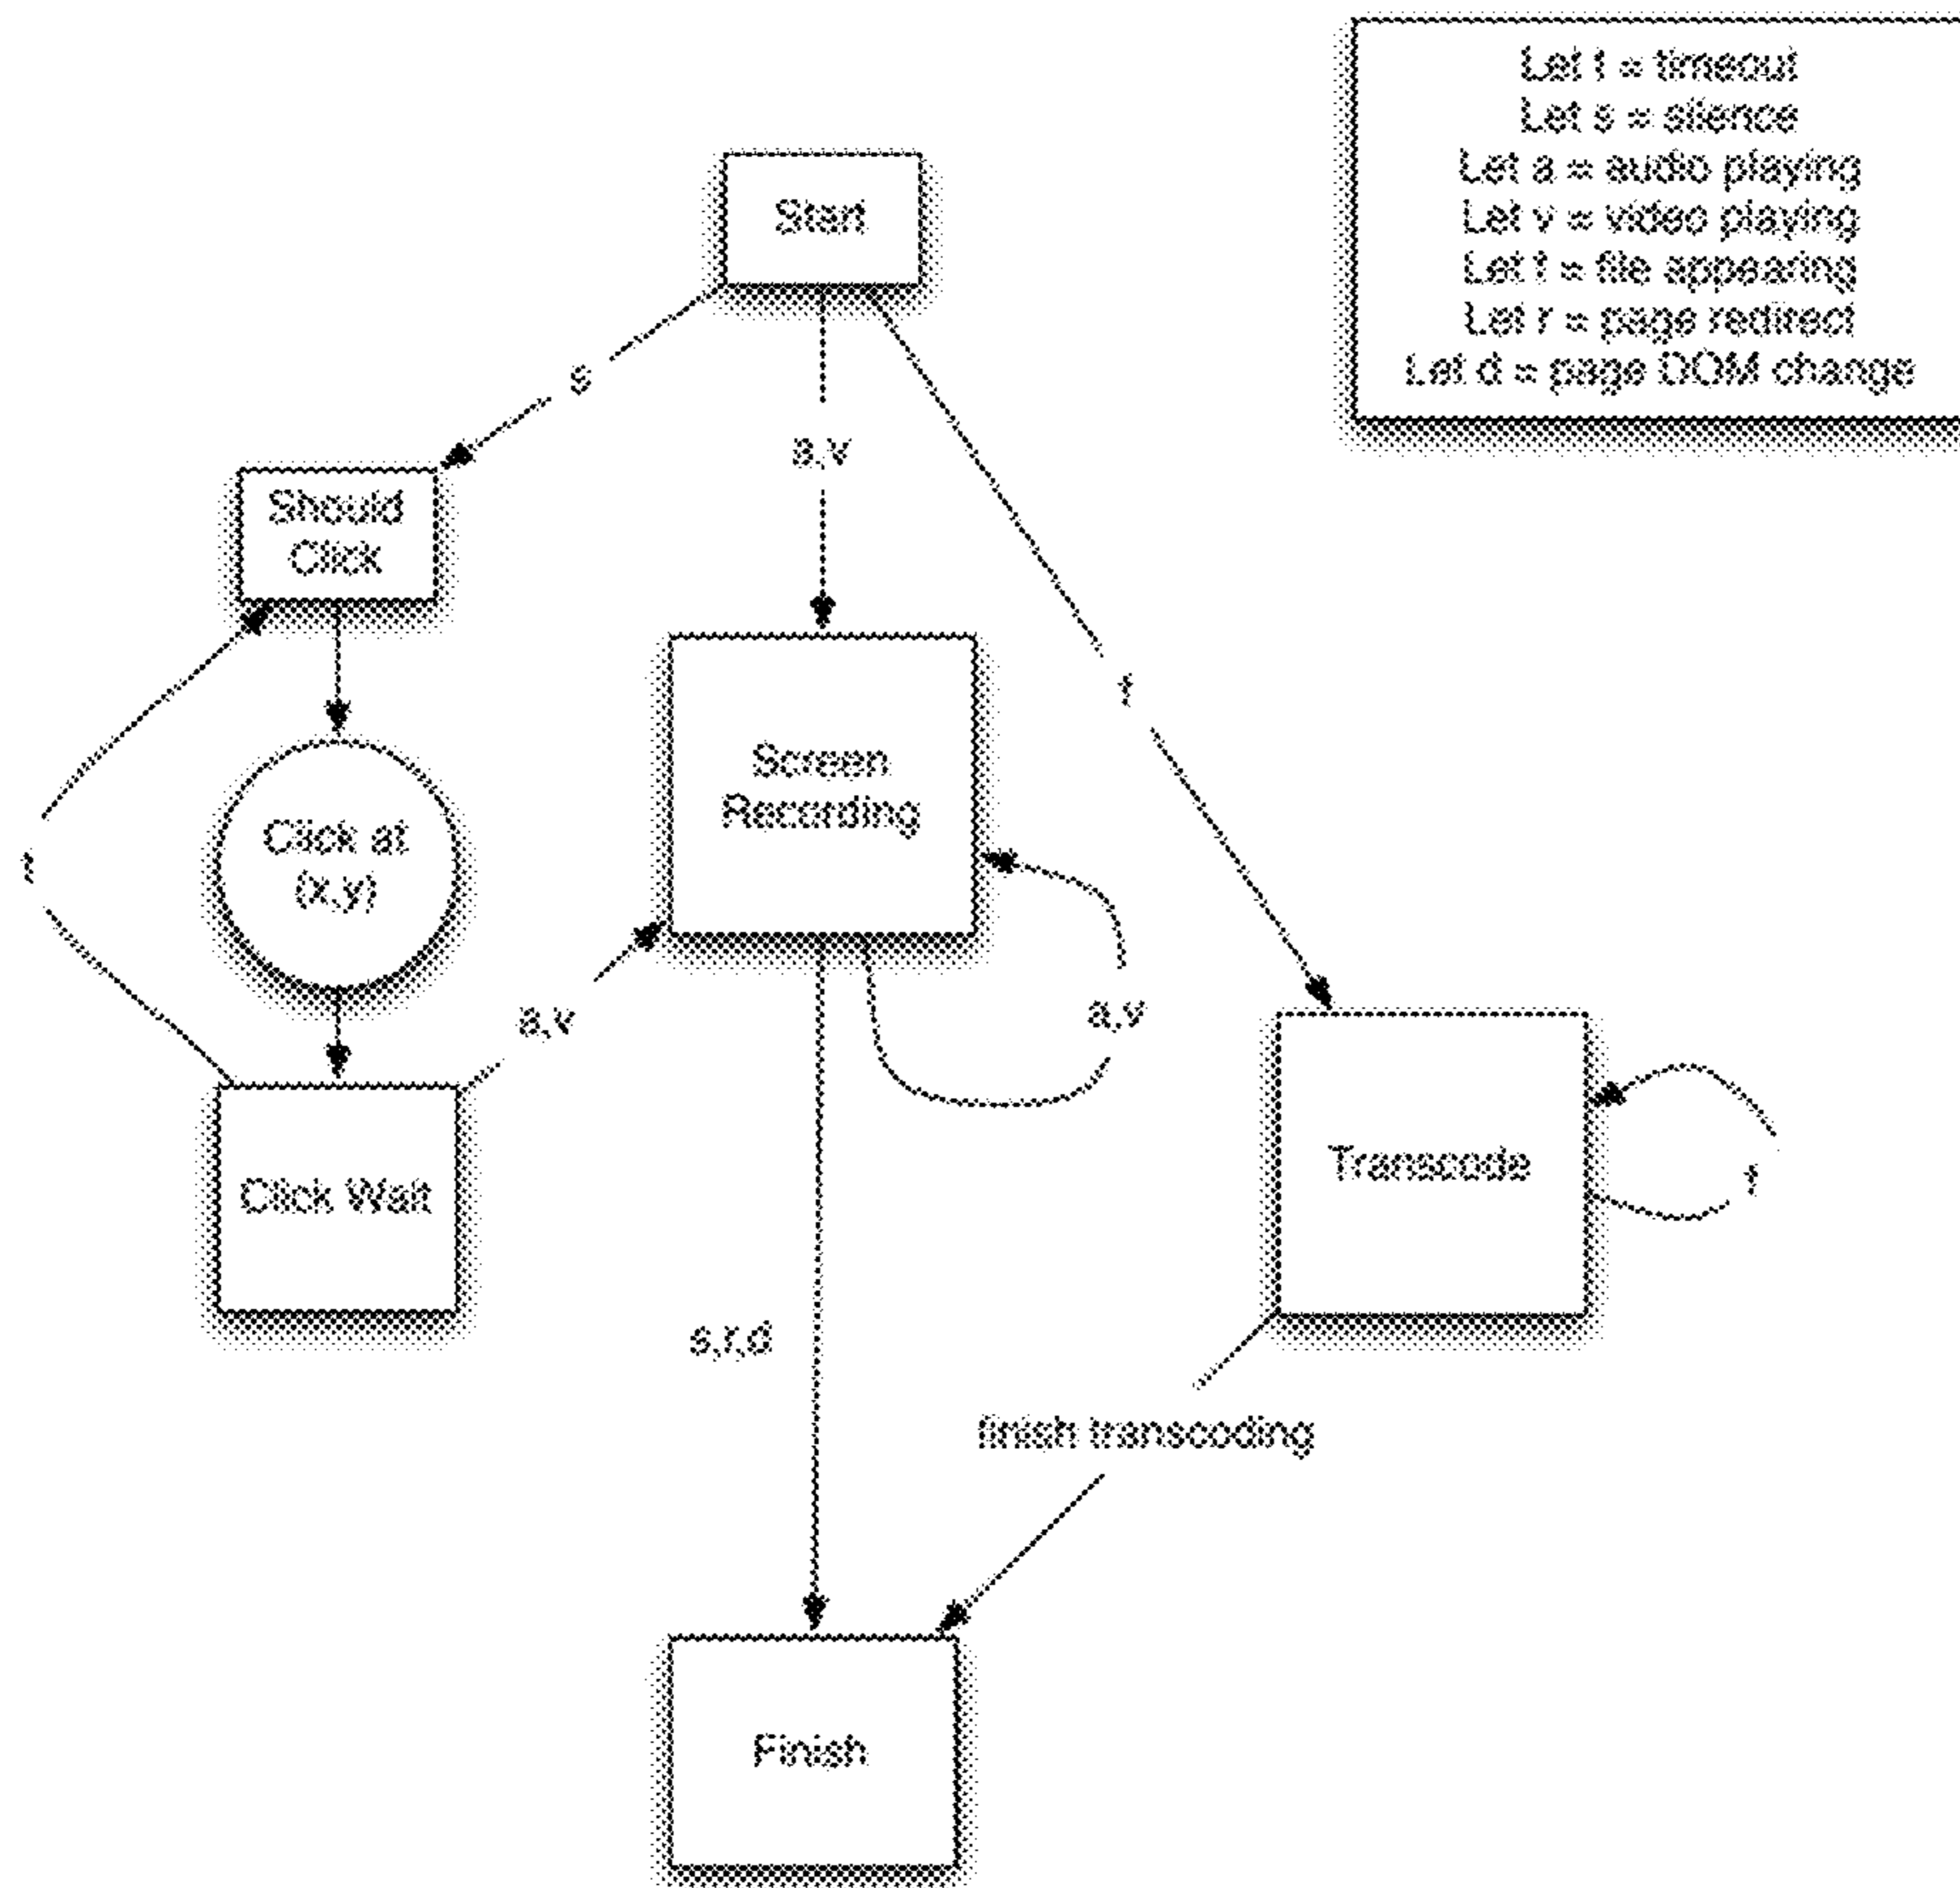 Let t = timeout
Let s = silence
Let a = audio playing
Let v = video playing
Let f = file appearing
Let r = page redirect
Let d = page DOM change
Start
s
a,v
Should
Click
f
Screen
Recording
Click at
(x,y)
t
a,v
a,v
Transcode
f
Click Wait
s,r,d
finish transcoding
Finish